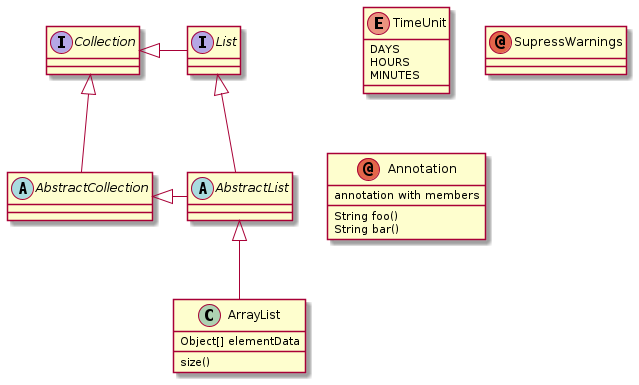 I Collection
I List
E TimeUnit
DAYS
HOURS
MINUTES
@ SupressWarnings
A AbstractCollection
A AbstractList
@ Annotation
annotation with members
String foo()
String bar()
C ArrayList
Object[] elementData
size()